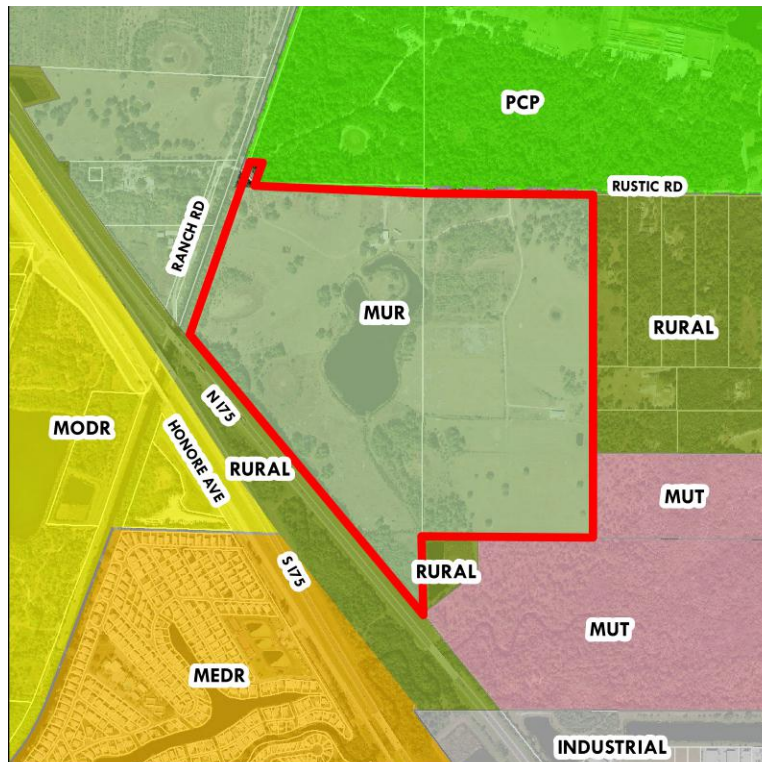 PCP
RUSTIC RD
RANCH RD
MUR
RURAL
N I75
MODR
HONORE AVE
RURAL
MUT
S I75
RURAL
MUT
MEDR
INDUSTRIAL